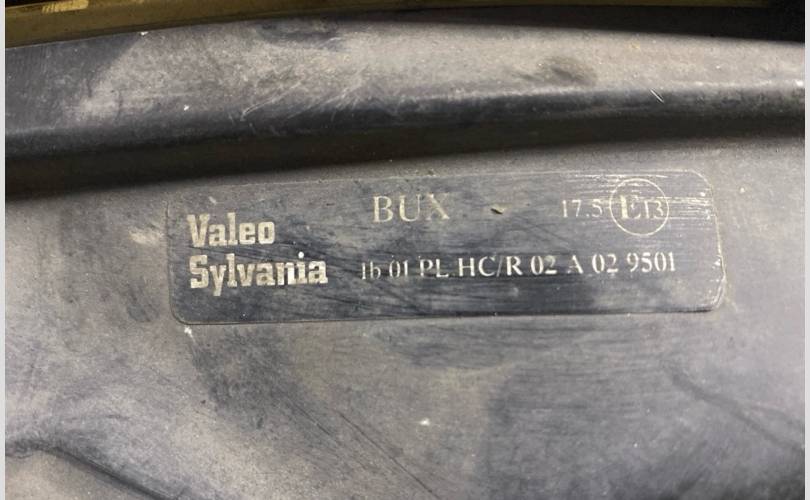 BUX 17.5 E13
Valeo
Sylvania
1b 01 PL HC/R 02 A 02 9501